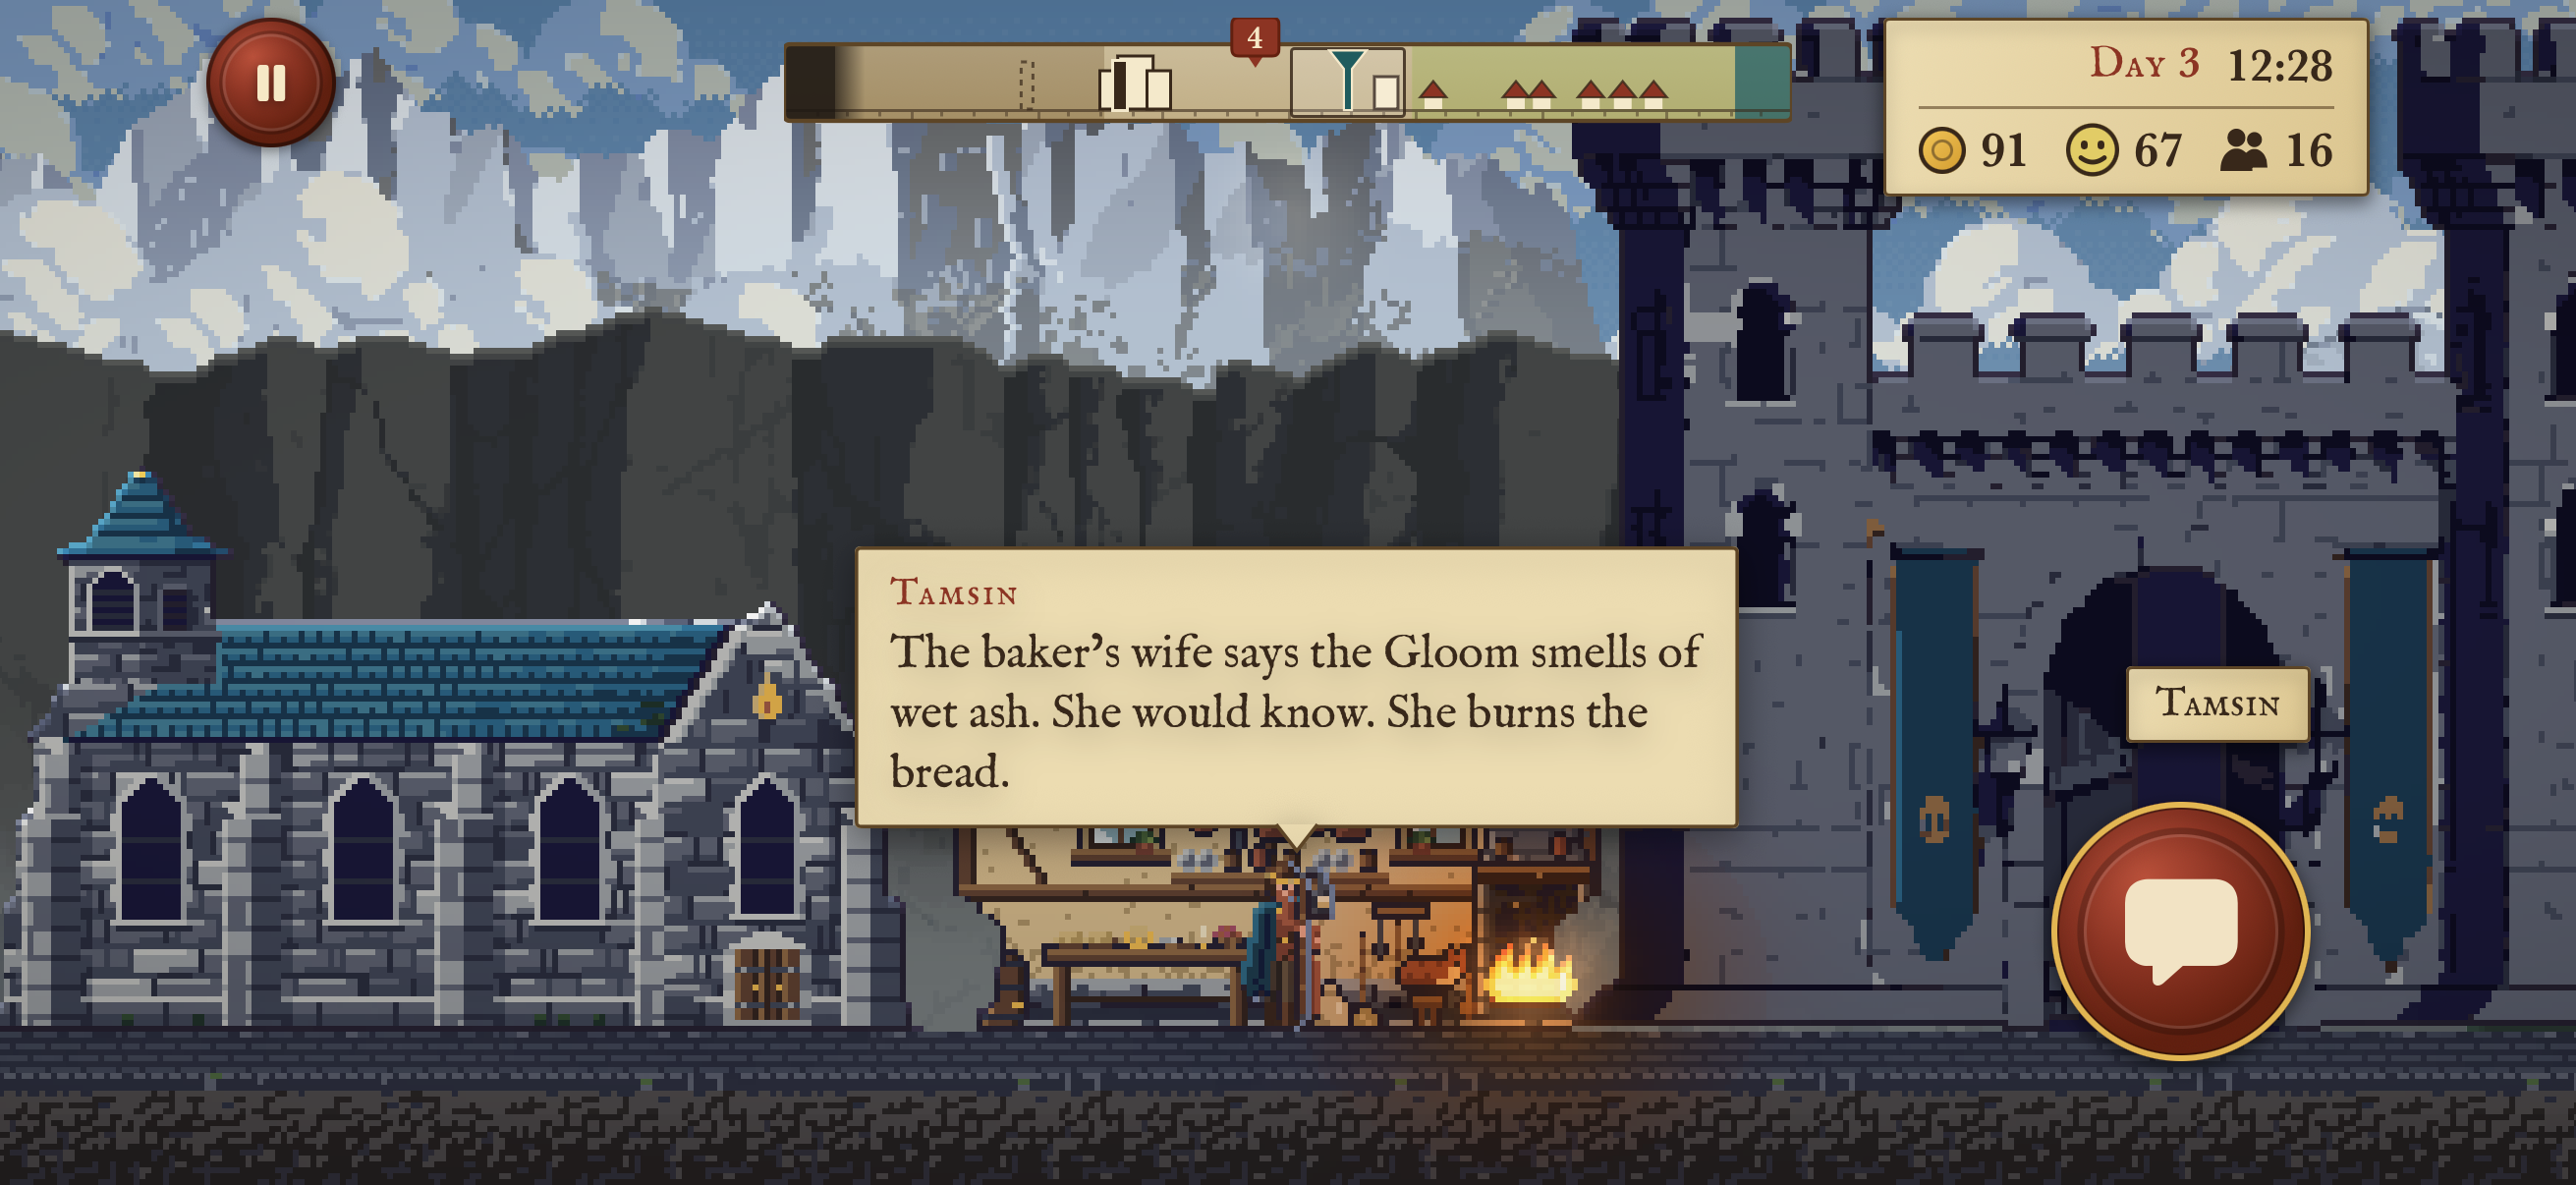 4
Day 3 12:28
91 67 16
Tamsin
The baker's wife says the Gloom smells of
wet ash. She would know. She burns the
bread.
Tamsin